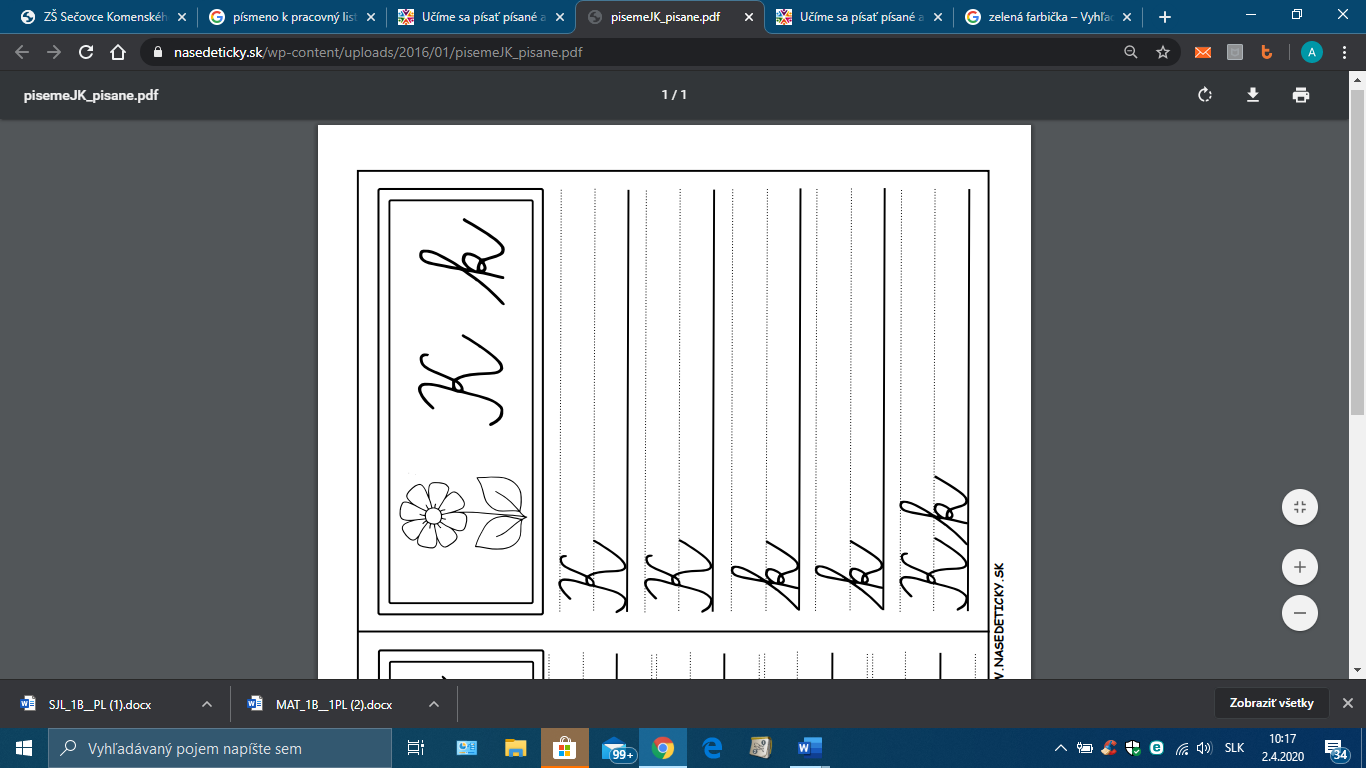 ZŠ Sečovce Komenskéh
písmeno k pracovný list
Učíme sa písať písané a
pisemeJK_pisane.pdf
Učíme sa písať písané a
zelená farbička – Vyhľad
nasedeticky.sk/wp-content/uploads/2016/01/pisemeJK_pisane.pdf
A
pisemeJK_pisane.pdf
1 / 1
K k
K
K
k
k
K k
W.NASEDETICKY.SK
SJL_1B__PL (1).docx
MAT_1B__1PL (2).docx
Zobraziť všetky
Vyhľadávaný pojem napíšte sem
99+
SLK
10:17
2.4.2020
34